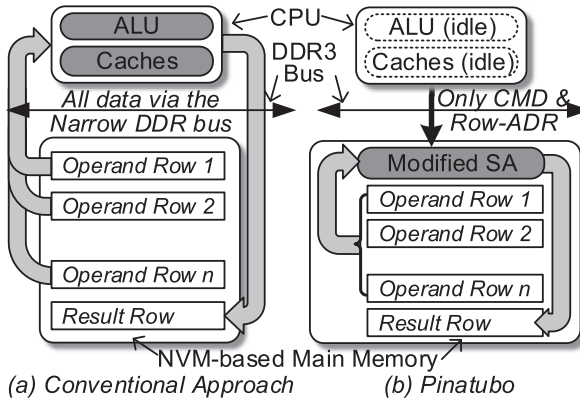 ALU
Caches
CPU
DDR3
Bus
ALU (idle)
Caches (idle)
All data via the
Narrow DDR bus
Only CMD &
Row-ADR
Operand Row 1
Operand Row 2
Operand Row n
Result Row
Modified SA
Operand Row 1
Operand Row 2
Operand Row n
Result Row
NVM-based Main Memory
(a) Conventional Approach
(b) Pinatubo